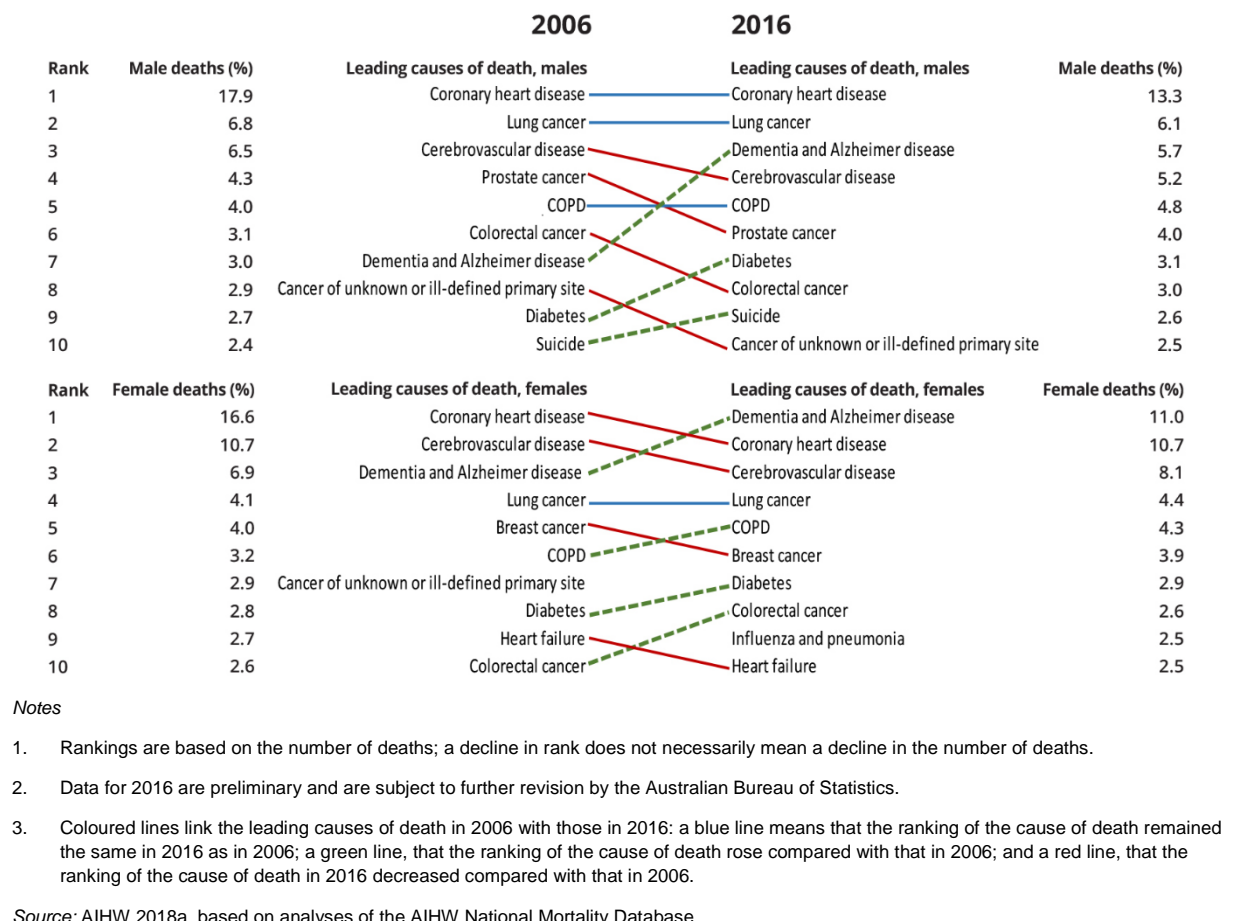 2006 2016
Rank Male deaths (%) Leading causes of death, males Leading causes of death, males Male deaths (%)
1 17.9 Coronary heart disease Coronary heart disease 13.3
2 6.8 Lung cancer Lung cancer 6.1
3 6.5 Cerebrovascular disease Dementia and Alzheimer disease 5.7
4 4.3 Prostate cancer Cerebrovascular disease 5.2
5 4.0 COPD COPD 4.8
6 3.1 Colorectal cancer Prostate cancer 4.0
7 3.0 Dementia and Alzheimer disease Diabetes 3.1
8 2.9 Cancer of unknown or ill-defined primary site Colorectal cancer 3.0
9 2.7 Diabetes Suicide 2.6
10 2.4 Suicide Cancer of unknown or ill-defined primary site 2.5
Rank Female deaths (%) Leading causes of death, females Leading causes of death, females Female deaths (%)
1 16.6 Coronary heart disease Dementia and Alzheimer disease 11.0
2 10.7 Cerebrovascular disease Coronary heart disease 10.7
3 6.9 Dementia and Alzheimer disease Cerebrovascular disease 8.1
4 4.1 Lung cancer Lung cancer 4.4
5 4.0 Breast cancer COPD 4.3
6 3.2 COPD Breast cancer 3.9
7 2.9 Cancer of unknown or ill-defined primary site Diabetes 2.9
8 2.8 Diabetes Colorectal cancer 2.6
9 2.7 Heart failure Influenza and pneumonia 2.5
10 2.6 Colorectal cancer Heart failure 2.5
Notes
1. Rankings are based on the number of deaths; a decline in rank does not necessarily mean a decline in the number of deaths.
2. Data for 2016 are preliminary and are subject to further revision by the Australian Bureau of Statistics.
3. Coloured lines link the leading causes of death in 2006 with those in 2016: a blue line means that the ranking of the cause of death remained
the same in 2016 as in 2006; a green line, that the ranking of the cause of death rose compared with that in 2006; and a red line, that the
ranking of the cause of death in 2016 decreased compared with that in 2006.
Source: AIHW 2018a, based on analyses of the AIHW National Mortality Database